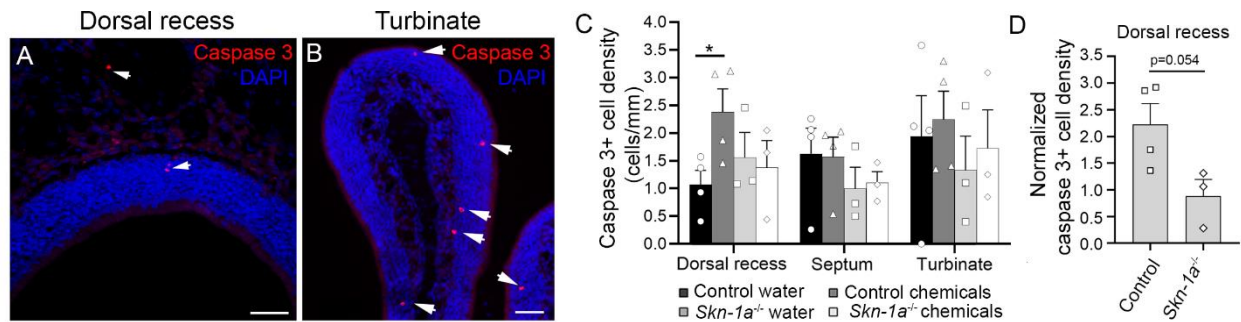 Dorsal recess
Turbinate
A
Caspase 3
DAPI
B
Caspase 3
DAPI
C
Caspase 3+ cell density
(cells/mm)
4.0
3.5
3.0
2.5
2.0
1.5
1.0
0.5
0.0
*
Dorsal recess
Septum
Turbinate
Control water
Control chemicals
Skn-1a-/- water
Skn-1a-/- chemicals
D
Dorsal recess
p=0.054
Normalized
caspase 3+ cell density
4.0
3.5
3.0
2.5
2.0
1.5
1.0
0.5
0.0
Control
Skn-1a-/-